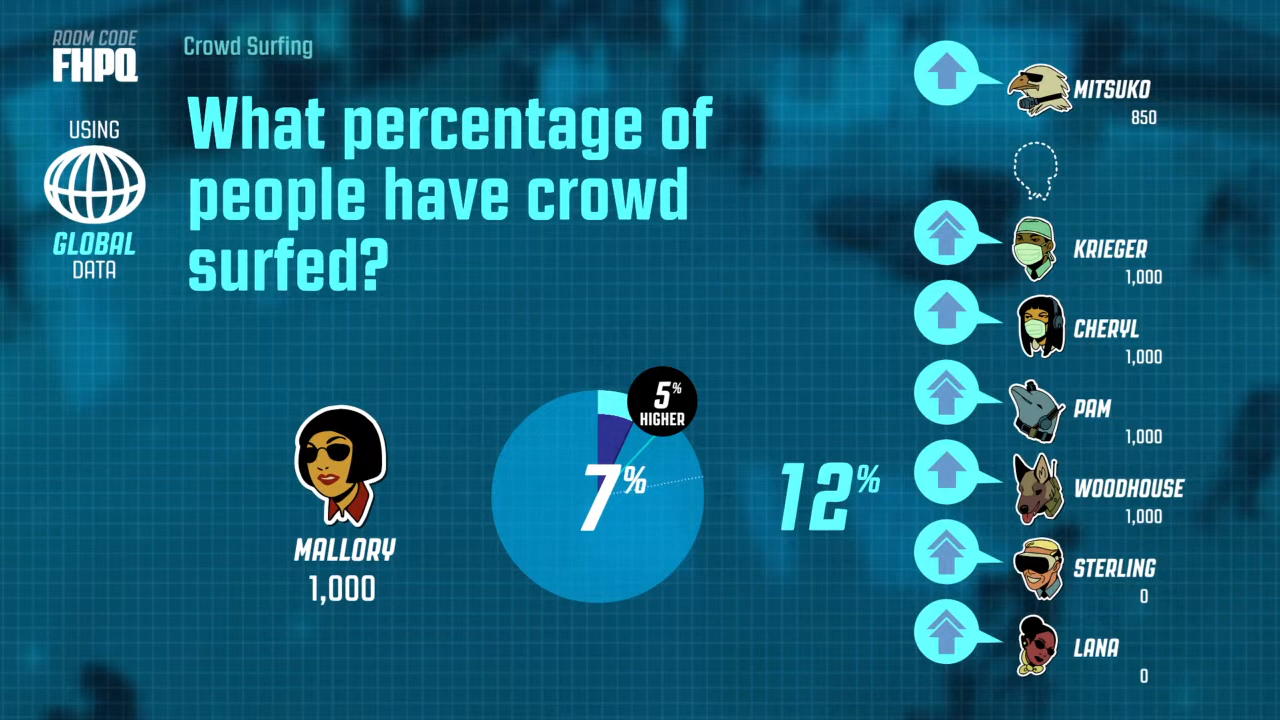 ROOM CODE
FHPQ
USING
GLOBAL
DATA
Crowd Surfing
What percentage of
people have crowd
surfed?
MALLORY
1,000
7%
5%
HIGHER
12%
MITSUKO
850
KRIEGER
1,000
CHERYL
1,000
PAM
1,000
WOODHOUSE
1,000
STERLING
0
LANA
0